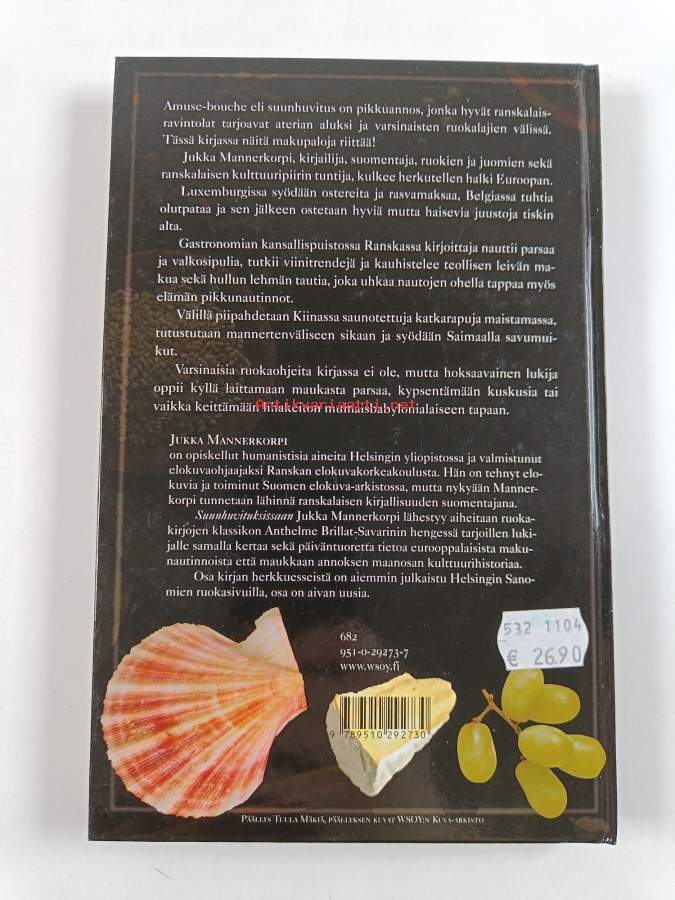 Amuse-bouche eli suunhuvitus on pikkuannos, jonka hyvät ranskalais-
ravintolat tarjoavat aterian aluksi ja varsinaisten ruokalajien välissä.
Tässä kirjassa näitä makupaloja riittää!
Jukka Mannerkorpi, kirjailija, suomentaja, ruokien ja juomien sekä
ranskalaisen kulttuuripiirin tuntija, kulkee herkutellen halki Euroopan.
Luxemburgissa syödään ostereita ja rasvamaksaa, Belgiassa tuhtia
olutpataa ja sen jälkeen ostetaan hyviä mutta haisevia juustoja tiskin
alta.
Gastronomian kansallispuistossa Ranskassa kirjoittaja nauttii parsaa
ja valkosipulia, tutkii viinitrendejä ja kauhistelee teollisen leivän ma-
kua sekä hullun lehmän tautia, joka uhkaa nautojen ohella tappaa myös
elämän pikkunautinnot.
Välillä piipahdetaan Kiinassa saunotettuja katkarapuja maistamassa,
tutustutaan mannertenväliseen sikaan ja syödään Saimaalla savumui-
kut.
Varsinaisia ruokaohjeita kirjassa ei ole, mutta hoksaavainen lukija
oppii kyllä laittamaan maukasta parsaa, kypsentämään kuskusia tai
vaikka keittämään lihakeiton muinaisbabylonialaiseen tapaan.
Antikvariaatti.net
JUKKA MANNERKORPI
on opiskellut humanistisia aineita Helsingin yliopistossa ja valmistunut
elokuvaohjaajaksi Ranskan elokuvakorkeakoulusta. Hän on tehnyt elo-
kuvia ja toiminut Suomen elokuva-arkistossa, mutta nykyään Manner-
korpi tunnetaan lähinnä ranskalaisen kirjallisuuden suomentajana.
Suunhuvituksissaan Jukka Mannerkorpi lähestyy aiheitaan ruoka-
kirjojen klassikon Anthelme Brillat-Savarinin hengessä tarjoillen luki-
jalle samalla kertaa sekä päiväntuoretta tietoa eurooppalaisista maku-
nautinnoista että maukkaan annoksen maanosan kulttuurihistoriaa.
Osa kirjan herkkuesseistä on aiemmin julkaistu Helsingin Sano-
mien ruokasivuilla, osa on aivan uusia.
682
951-0-29273-7
www.wsoy.fi
532 1104
€ 26.90
9 789510 292730
PÄÄLLYS TUULA MÄKIÄ, PÄÄLLYKSEN KUVAT WSOY:N KUVA-ARKISTO